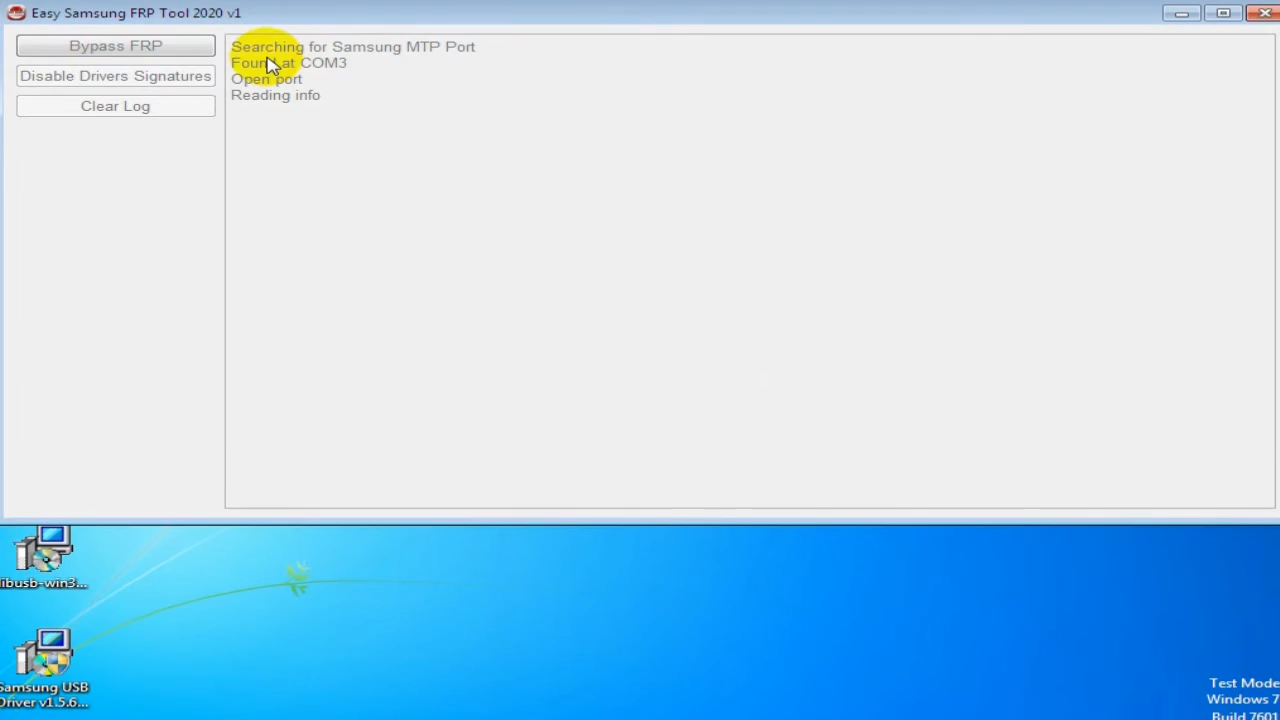 Easy Samsung FRP Tool 2020 v1
Bypass FRP
Disable Drivers Signatures
Clear Log
Searching for Samsung MTP Port
Found at COM3
Open port
Reading info
libusb-win3...
Samsung USB
Driver v1.5.6...
Test Mode
Windows 7
Build 7601